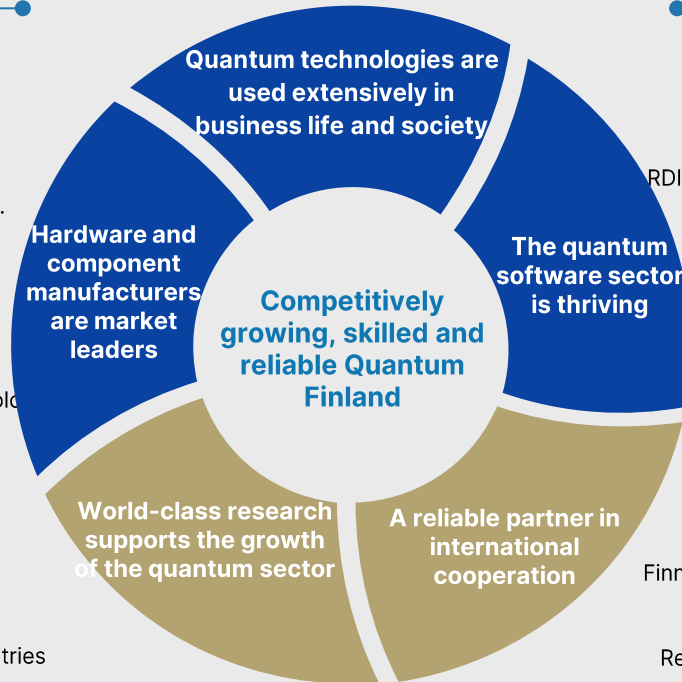 Quantum technologies are
used extensively in
business life and society
RDI
.
Hardware and
component
manufacturers
are market
leaders
The quantum
software sector
is thriving
Competitively
growing, skilled and
reliable Quantum
Finland
World-class research
supports the growth
of the quantum sector
A reliable partner in
international
cooperation
tries